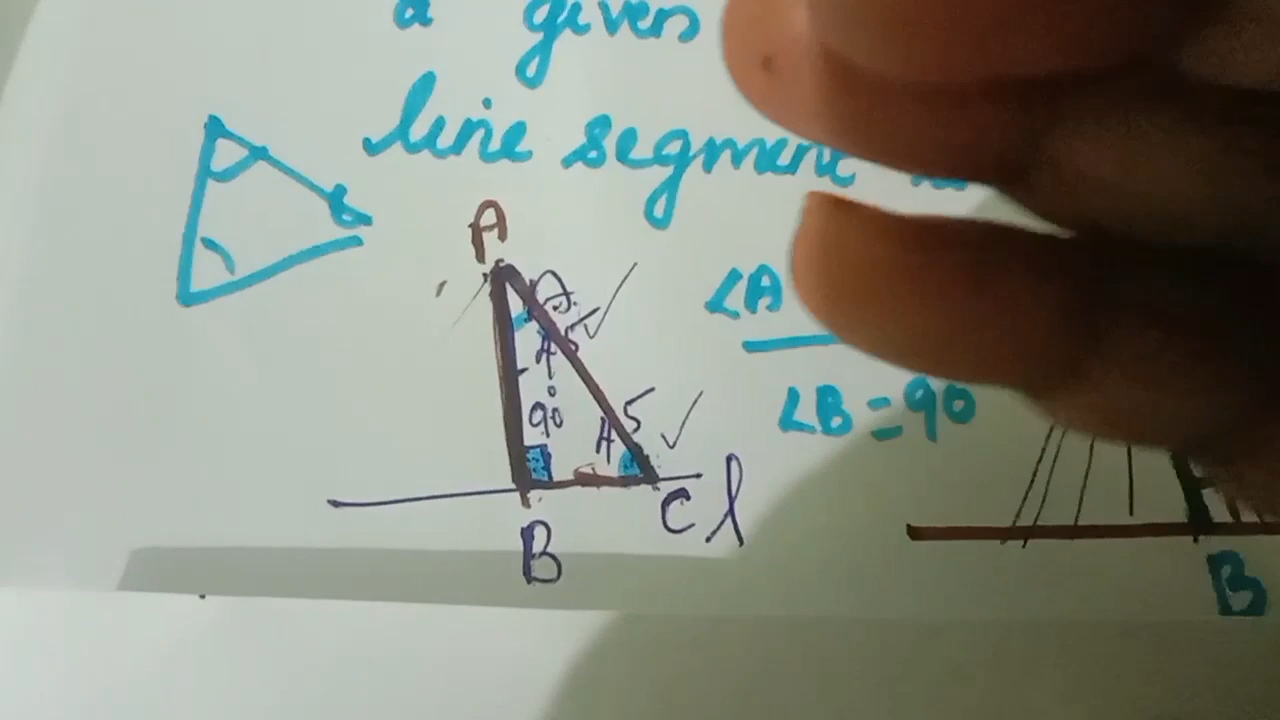 a given
line segment
A
∠A
45
90°
∠B = 90
45
C l
B
B